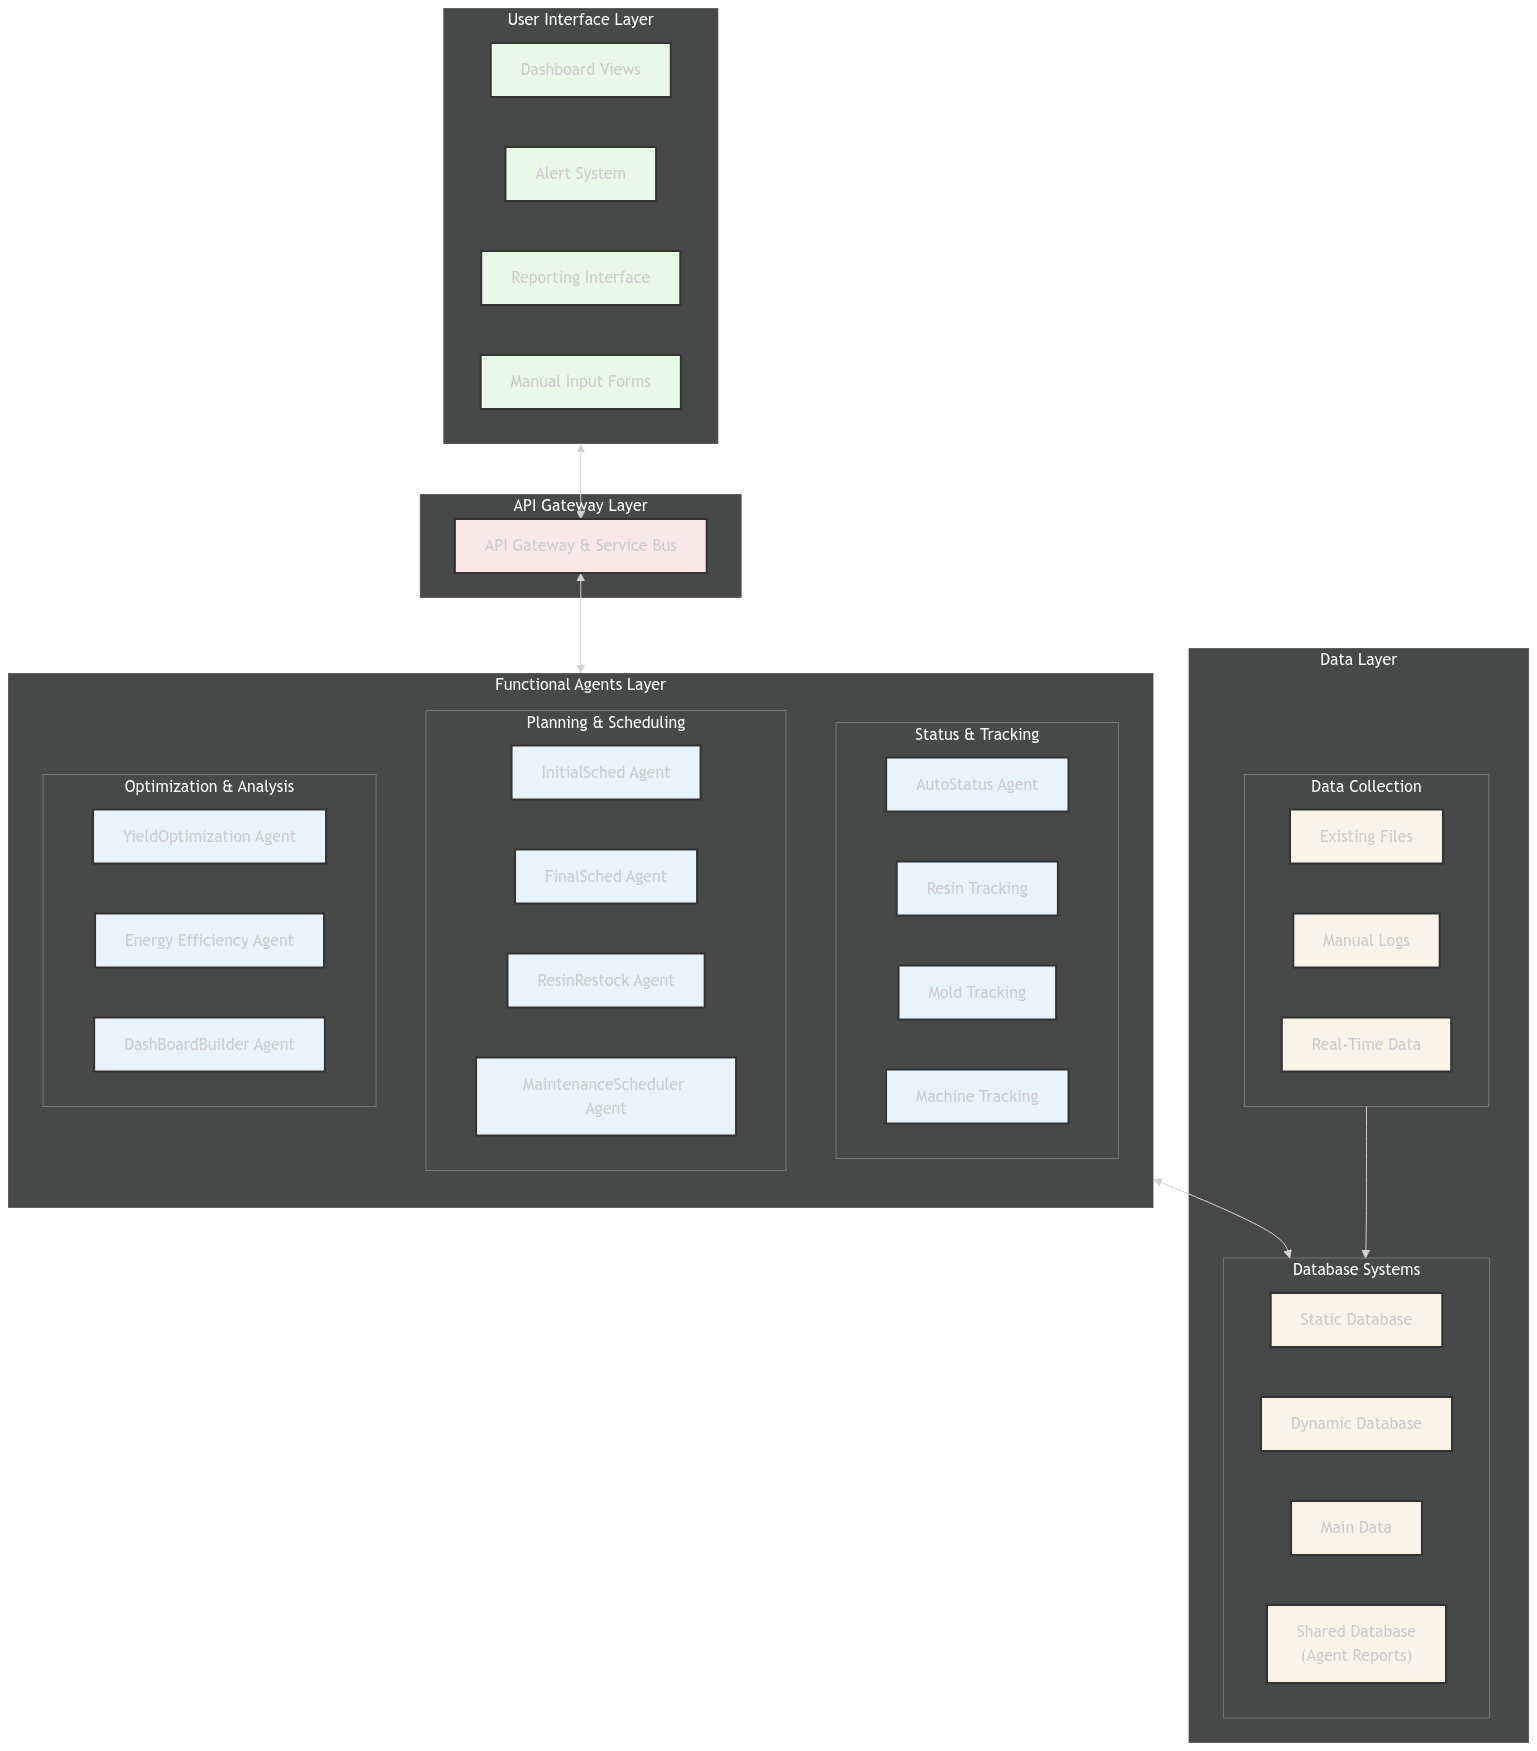 User Interface Layer
Dashboard Views
Alert System
Reporting Interface
Manual Input Forms
API Gateway Layer
API Gateway & Service Bus
Functional Agents Layer
Optimization & Analysis
YieldOptimization Agent
Energy Efficiency Agent
DashBoardBuilder Agent
Planning & Scheduling
InitialSched Agent
FinalSched Agent
ResinRestock Agent
MaintenanceScheduler
Agent
Status & Tracking
AutoStatus Agent
Resin Tracking
Mold Tracking
Machine Tracking
Data Layer
Data Collection
Existing Files
Manual Logs
Real-Time Data
Database Systems
Static Database
Dynamic Database
Main Data
Shared Database
(Agent Reports)